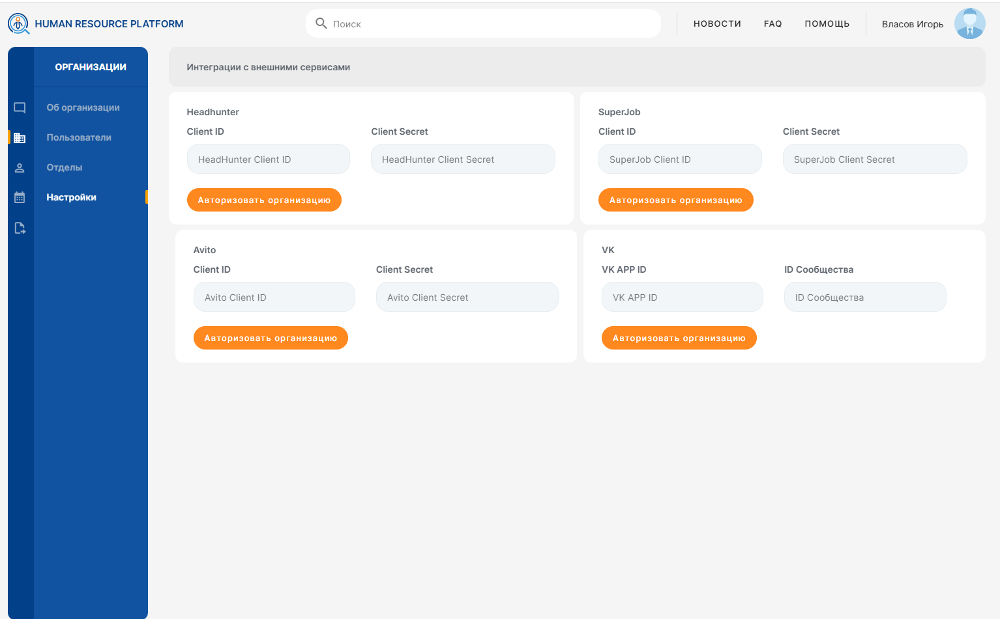 HUMAN RESOURCE PLATFORM
Поиск
НОВОСТИ
FAQ
ПОМОЩЬ
Власов Игорь
ОРГАНИЗАЦИИ
Об организации
Пользователи
Отделы
Настройки
Интеграции с внешними сервисами
Headhunter
Client ID
Client Secret
HeadHunter Client ID
HeadHunter Client Secret
Авторизовать организацию
SuperJob
Client ID
Client Secret
SuperJob Client ID
SuperJob Client Secret
Авторизовать организацию
Avito
Client ID
Client Secret
Avito Client ID
Avito Client Secret
Авторизовать организацию
VK
VK APP ID
ID Сообщества
VK APP ID
ID Сообщества
Авторизовать организацию